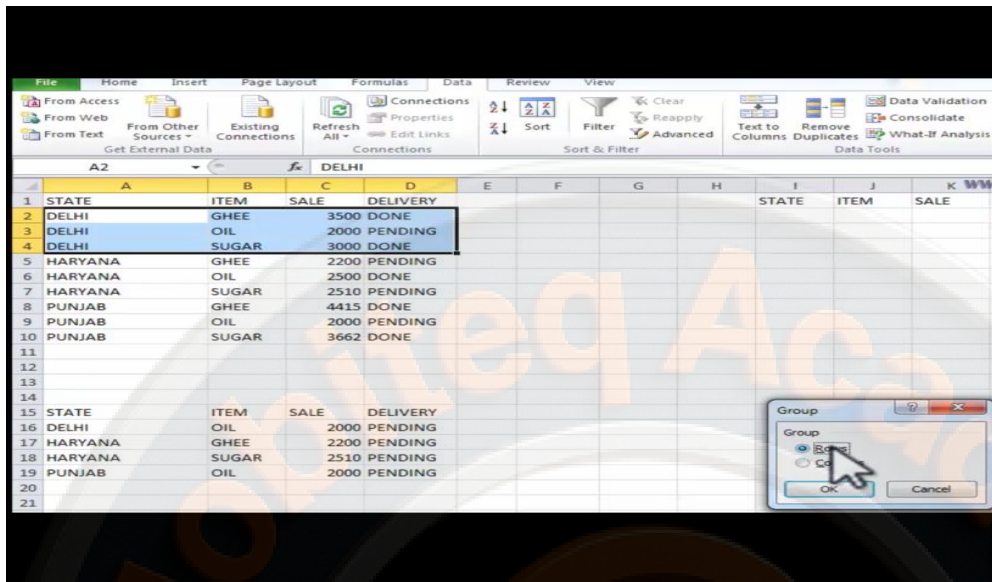 File Home Insert Page Layout Formulas Data Review View
From Access
From Web
From Text
From Other Sources
Existing Connections
Get External Data
Refresh All
Connections
Properties
Edit Links
Connections
Sort
Filter
Clear
Reapply
Advanced
Sort & Filter
Text to Columns
Remove Duplicates
Data Validation
Consolidate
What-If Analysis
Data Tools
A2 fx DELHI
A B C D E F G H I J K
1 STATE ITEM SALE DELIVERY STATE ITEM SALE
2 DELHI GHEE 3500 DONE
3 DELHI OIL 2000 PENDING
4 DELHI SUGAR 3000 DONE
5 HARYANA GHEE 2200 PENDING
6 HARYANA OIL 2500 DONE
7 HARYANA SUGAR 2510 PENDING
8 PUNJAB GHEE 4415 DONE
9 PUNJAB OIL 2000 PENDING
10 PUNJAB SUGAR 3662 DONE
11
12
13
14
15 STATE ITEM SALE DELIVERY
16 DELHI OIL 2000 PENDING
17 HARYANA GHEE 2200 PENDING
18 HARYANA SUGAR 2510 PENDING
19 PUNJAB OIL 2000 PENDING
20
21
Group
Group
OK Cancel